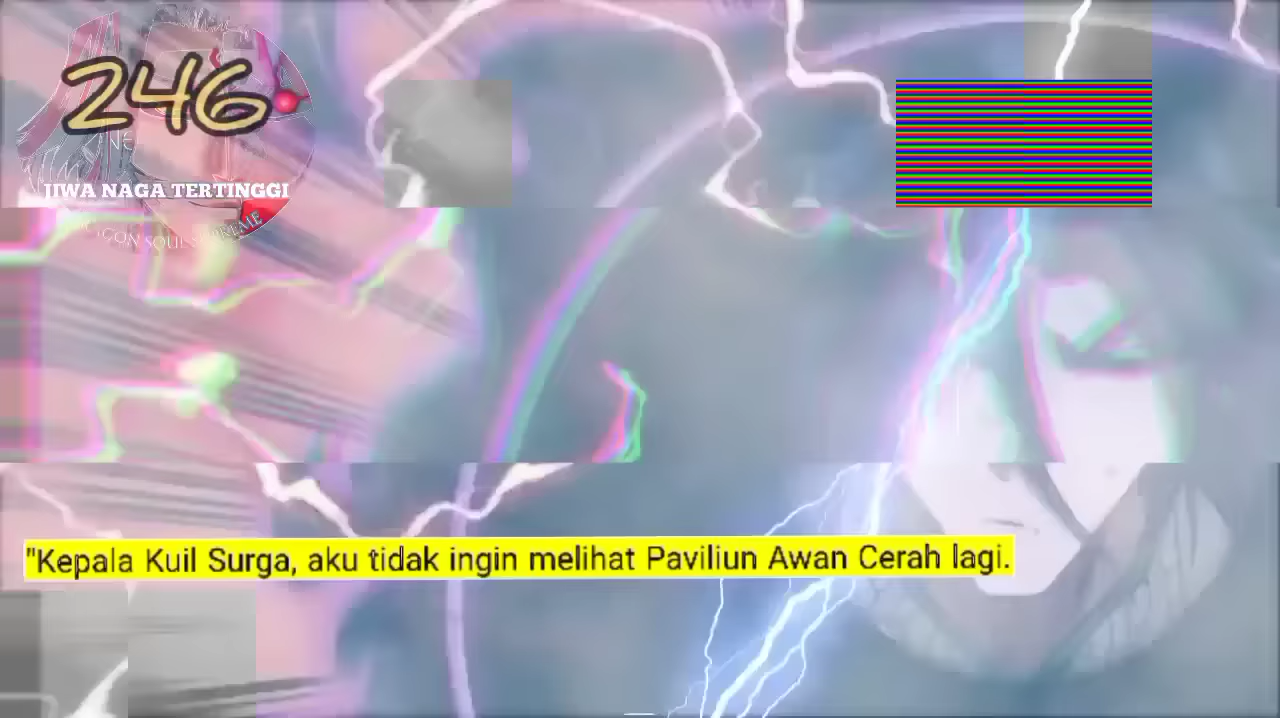 246
JIWA NAGA TERTINGGI
"Kepala Kuil Surga, aku tidak ingin melihat Paviliun Awan Cerah lagi.